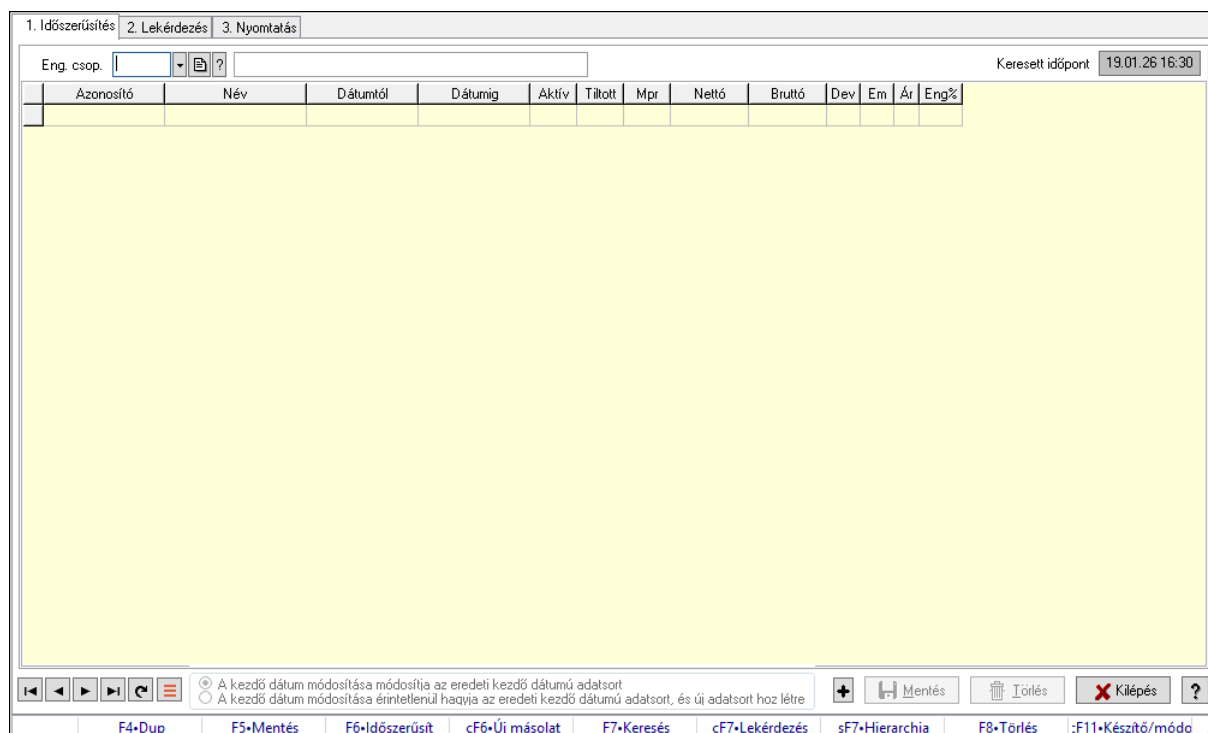 1. Időszerűsítés 2. Lekérdezés 3. Nyomtatás
Eng. csop. ? Keresett időpont 19.01.26 16:30
Azonosító Név Dátumtól Dátumig Aktív Tiltott Mpr Nettó Bruttó Dev Em Ár Eng%
A kezdő dátum módosítása módosítja az eredeti kezdő dátumú adatsort
A kezdő dátum módosítása érintetlenül hagyja az eredeti kezdő dátumú adatsort, és új adatsort hoz létre
Mentés Törlés Kilépés ?
F4•Dup F5•Mentés F6•Időszerűsít cF6•Új másolat F7•Keresés cF7•Lekérdezés sF7•Hierarchia F8•Törlés :F11•Készítő/módo